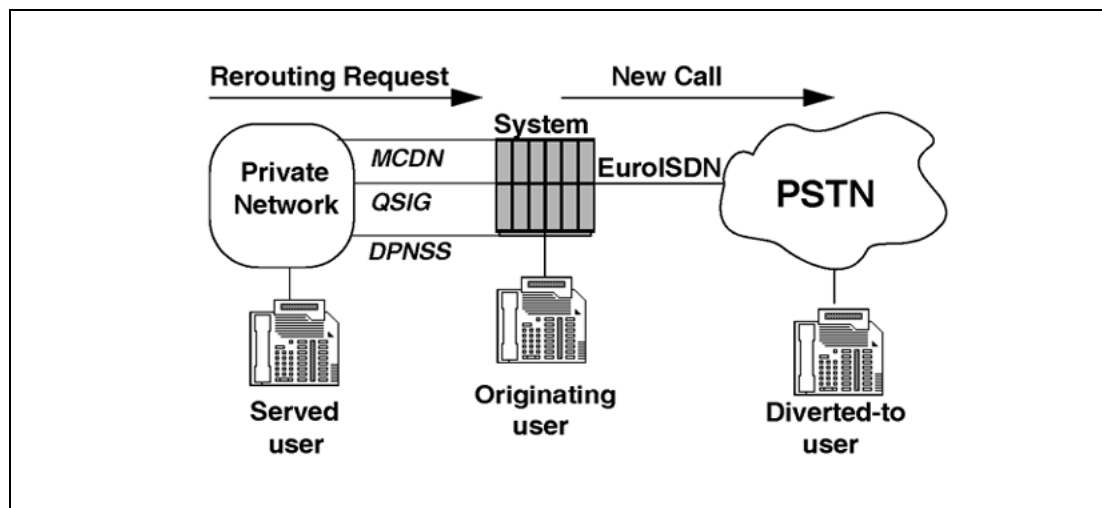 Rerouting Request
New Call
System
MCDN
EuroISDN
Private
Network
QSIG
PSTN
DPNSS
Served
user
Originating
user
Diverted-to
user